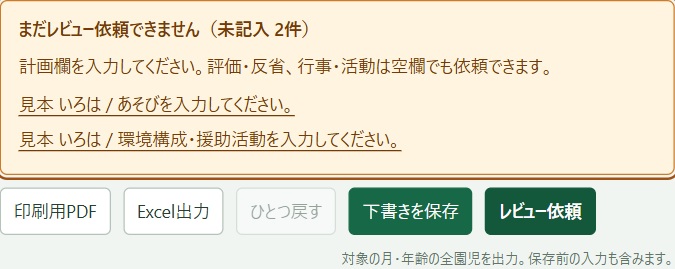 まだレビュー依頼できません（未記入 2件）
計画欄を入力してください。評価・反省、行事・活動は空欄でも依頼できます。
見本 いろは / あそびを入力してください。
見本 いろは / 環境構成・援助活動を入力してください。
印刷用PDF
Excel出力
ひとつ戻す
下書きを保存
レビュー依頼
対象の月・年齢の全園児を出力。保存前の入力も含みます。